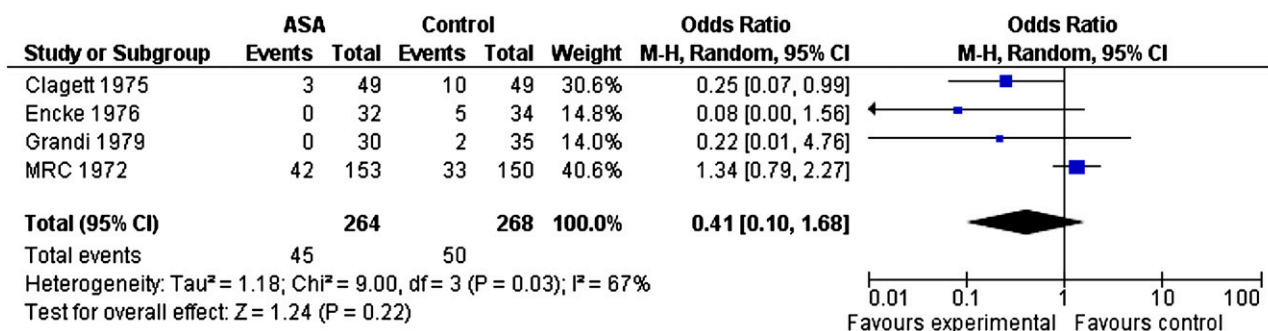 ASA Control Odds Ratio Odds Ratio
Study or Subgroup Events Total Events Total Weight M-H, Random, 95% CI M-H, Random, 95% CI
Clagett 1975 3 49 10 49 30.6% 0.25 [0.07, 0.99]
Encke 1976 0 32 5 34 14.8% 0.08 [0.00, 1.56]
Grandi 1979 0 30 2 35 14.0% 0.22 [0.01, 4.76]
MRC 1972 42 153 33 150 40.6% 1.34 [0.79, 2.27]
Total (95% CI) 264 268 100.0% 0.41 [0.10, 1.68]
Total events 45 50
Heterogeneity: Tau² = 1.18; Chi² = 9.00, df = 3 (P = 0.03); I² = 67%
Test for overall effect: Z = 1.24 (P = 0.22)
0.01 0.1 1 10 100
Favours experimental Favours control